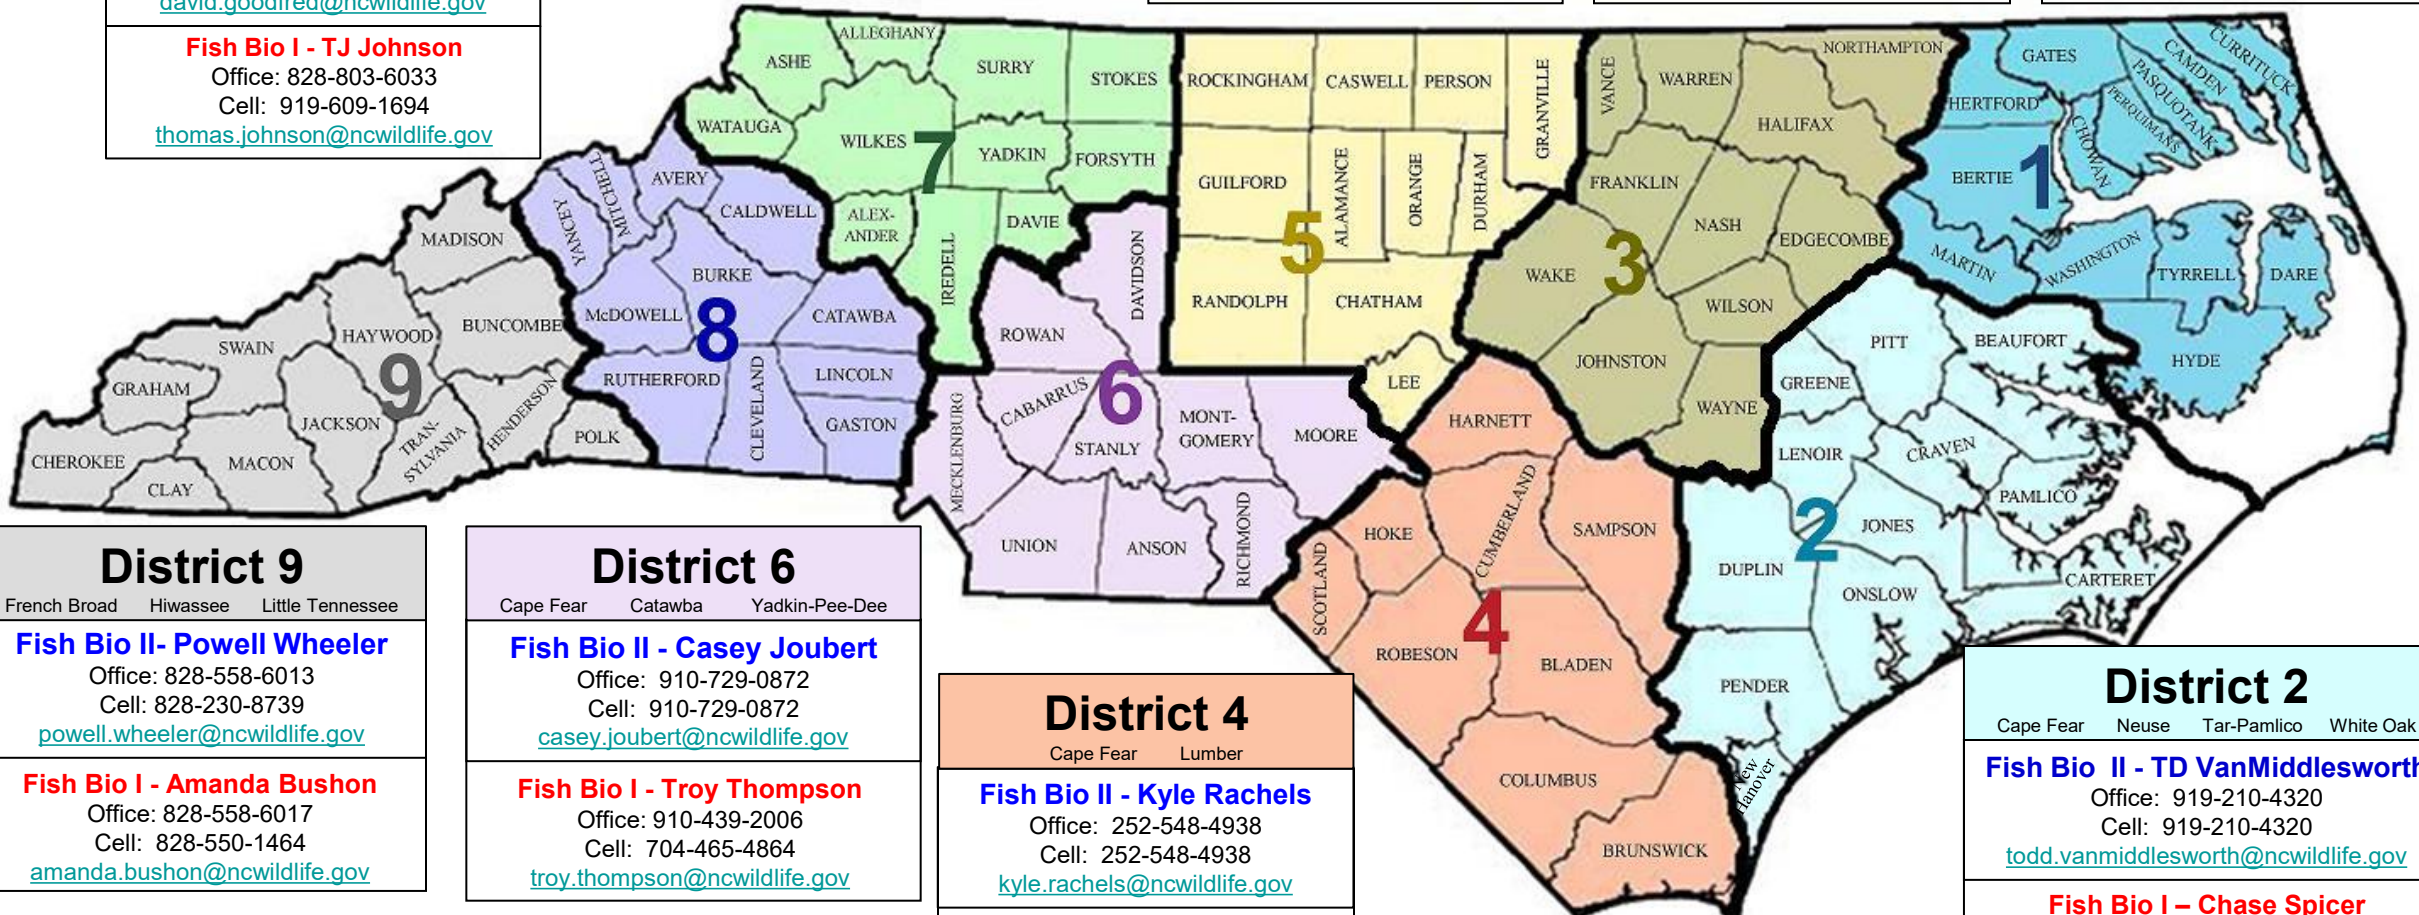 david.goodfred@ncwildlife.gov
Fish Bio I - TJ Johnson
Office: 828-803-6033
Cell: 919-609-1694
thomas.johnson@ncwildlife.gov
ASHE
ALLEGHANY
SURRY
STOKES
WATAUGA
WILKES
7
YADKIN
FORSYTH
ALEX-
ANDER
IREDELL
DAVIE
ROCKINGHAM
CASWELL
PERSON
GRANVILLE
GUILFORD
ALAMANCE
ORANGE
DURHAM
5
RANDOLPH
CHATHAM
LEE
VANCE
WARREN
NORTHAMPTON
HALIFAX
FRANKLIN
NASH
EDGECOMBE
WAKE
3
WILSON
JOHNSTON
WAYNE
GATES
CURRITUCK
CAMDEN
PASQUOTANK
PERQUIMANS
HERTFORD
CHOWAN
BERTIE
1
MARTIN
WASHINGTON
TYRRELL
DARE
HYDE
MITCHELL
AVERY
YANCEY
CALDWELL
BURKE
McDOWELL
8
CATAWBA
RUTHERFORD
CLEVELAND
LINCOLN
GASTON
MADISON
HAYWOOD
BUNCOMBE
SWAIN
GRAHAM
9
JACKSON
TRAN-
SYLVANIA
HENDERSON
POLK
CHEROKEE
MACON
CLAY
DAVIDSON
ROWAN
6
CABARRUS
MECKLENBURG
STANLY
MONT-
GOMERY
MOORE
UNION
ANSON
RICHMOND
HARNETT
HOKE
CUMBERLAND
SAMPSON
SCOTLAND
4
ROBESON
BLADEN
COLUMBUS
BRUNSWICK
PITT
BEAUFORT
GREENE
LENOIR
CRAVEN
PAMLICO
2
JONES
DUPLIN
ONSLOW
CARTERET
PENDER
New
Hanover
District 9
French Broad Hiwassee Little Tennessee
Fish Bio II- Powell Wheeler
Office: 828-558-6013
Cell: 828-230-8739
powell.wheeler@ncwildlife.gov
Fish Bio I - Amanda Bushon
Office: 828-558-6017
Cell: 828-550-1464
amanda.bushon@ncwildlife.gov
District 6
Cape Fear Catawba Yadkin-Pee-Dee
Fish Bio II - Casey Joubert
Office: 910-729-0872
Cell: 910-729-0872
casey.joubert@ncwildlife.gov
Fish Bio I - Troy Thompson
Office: 910-439-2006
Cell: 704-465-4864
troy.thompson@ncwildlife.gov
District 4
Cape Fear Lumber
Fish Bio II - Kyle Rachels
Office: 252-548-4938
Cell: 252-548-4938
kyle.rachels@ncwildlife.gov
District 2
Cape Fear Neuse Tar-Pamlico White Oak
Fish Bio II - TD VanMiddlesworth
Office: 919-210-4320
Cell: 919-210-4320
todd.vanmiddlesworth@ncwildlife.gov
Fish Bio I – Chase Spicer